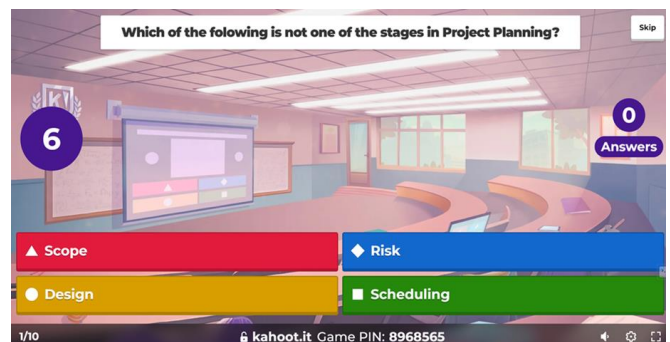 Which of the folowing is not one of the stages in Project Planning?
Skip
K!
6
0
Answers
Scope
Risk
Design
Scheduling
1/10
kahoot.it Game PIN: 8968565